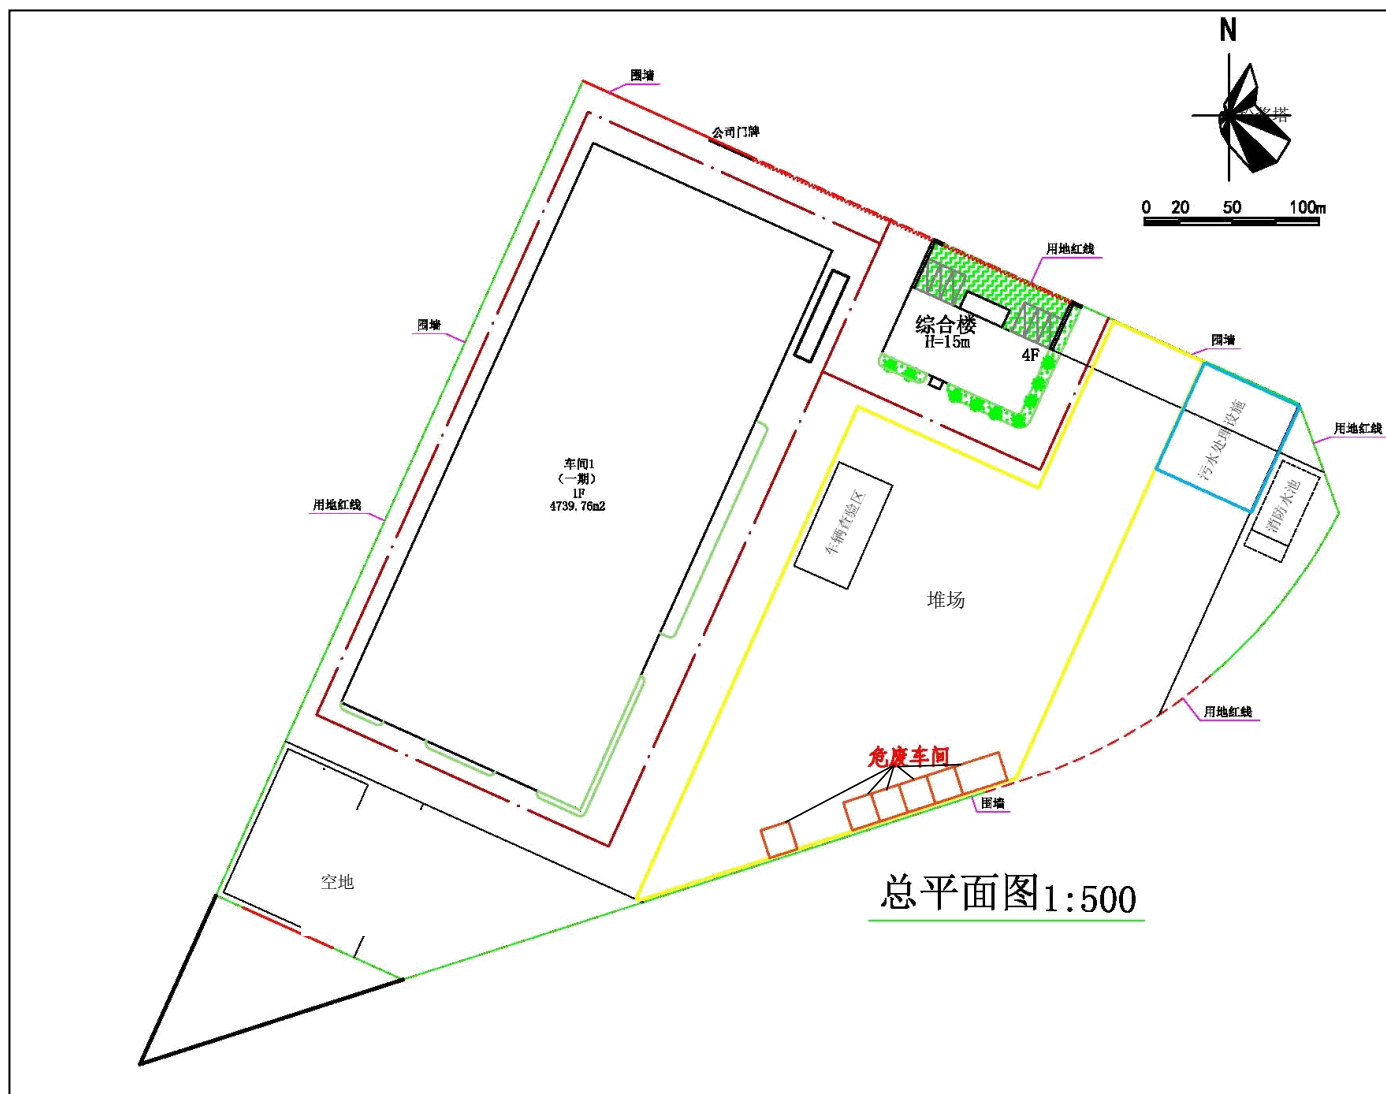 N
围墙
公司门牌
0 20 50 100m
用地红线
围墙
综合楼
H=15m
4F
围墙
用地红线
污水处理设施
车间1
(一期)
1F
4739.76m2
用地红线
车辆查验区
消防水池
堆场
用地红线
危废车间
围墙
空地
总平面图1:500